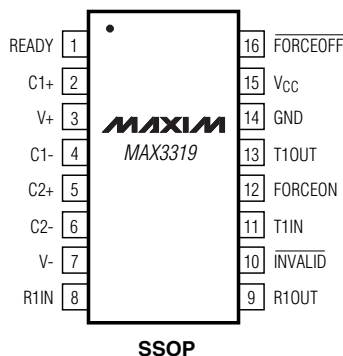 READY 1
C1+ 2
V+ 3
C1- 4
C2+ 5
C2- 6
V- 7
R1IN 8
MAXIM
MAX3319
16 FORCEOFF
15 VCC
14 GND
13 T1OUT
12 FORCEON
11 T1IN
10 INVALID
9 R1OUT
SSOP